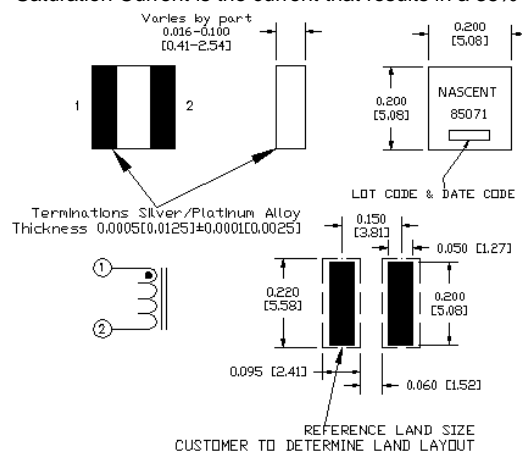 Saturation Current is the current that results in a
Varies by part
0.016-0.100
[0.41-2.54]
0.200
[5.08]
1
2
0.200
[5.08]
NASCENT
85071
LOT CODE & DATE CODE
Terminations Silver/Platinum Alloy
Thickness 0.0005[0.0125]±0.0001[0.0025]
0.150
[3.81]
0.050 [1.27]
1
2
0.220
[5.58]
0.200
[5.08]
0.095 [2.41]
0.060 [1.52]
REFERENCE LAND SIZE
CUSTOMER TO DETERMINE LAND LAYOUT